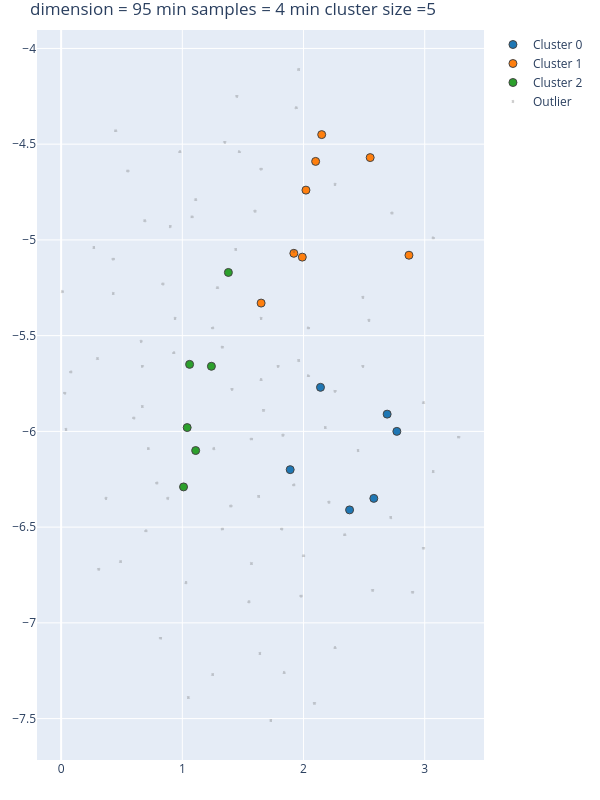 dimension = 95 min samples = 4 min cluster size =5
−4
−4.5
−5
−5.5
−6
−6.5
−7
−7.5
0 1 2 3
Cluster 0
Cluster 1
Cluster 2
Outlier